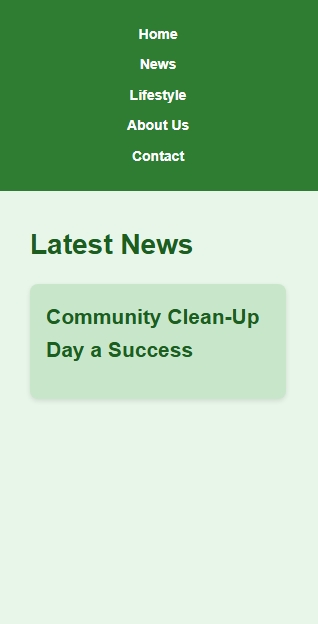 Home
News
Lifestyle
About Us
Contact
Latest News
Community Clean-Up
Day a Success